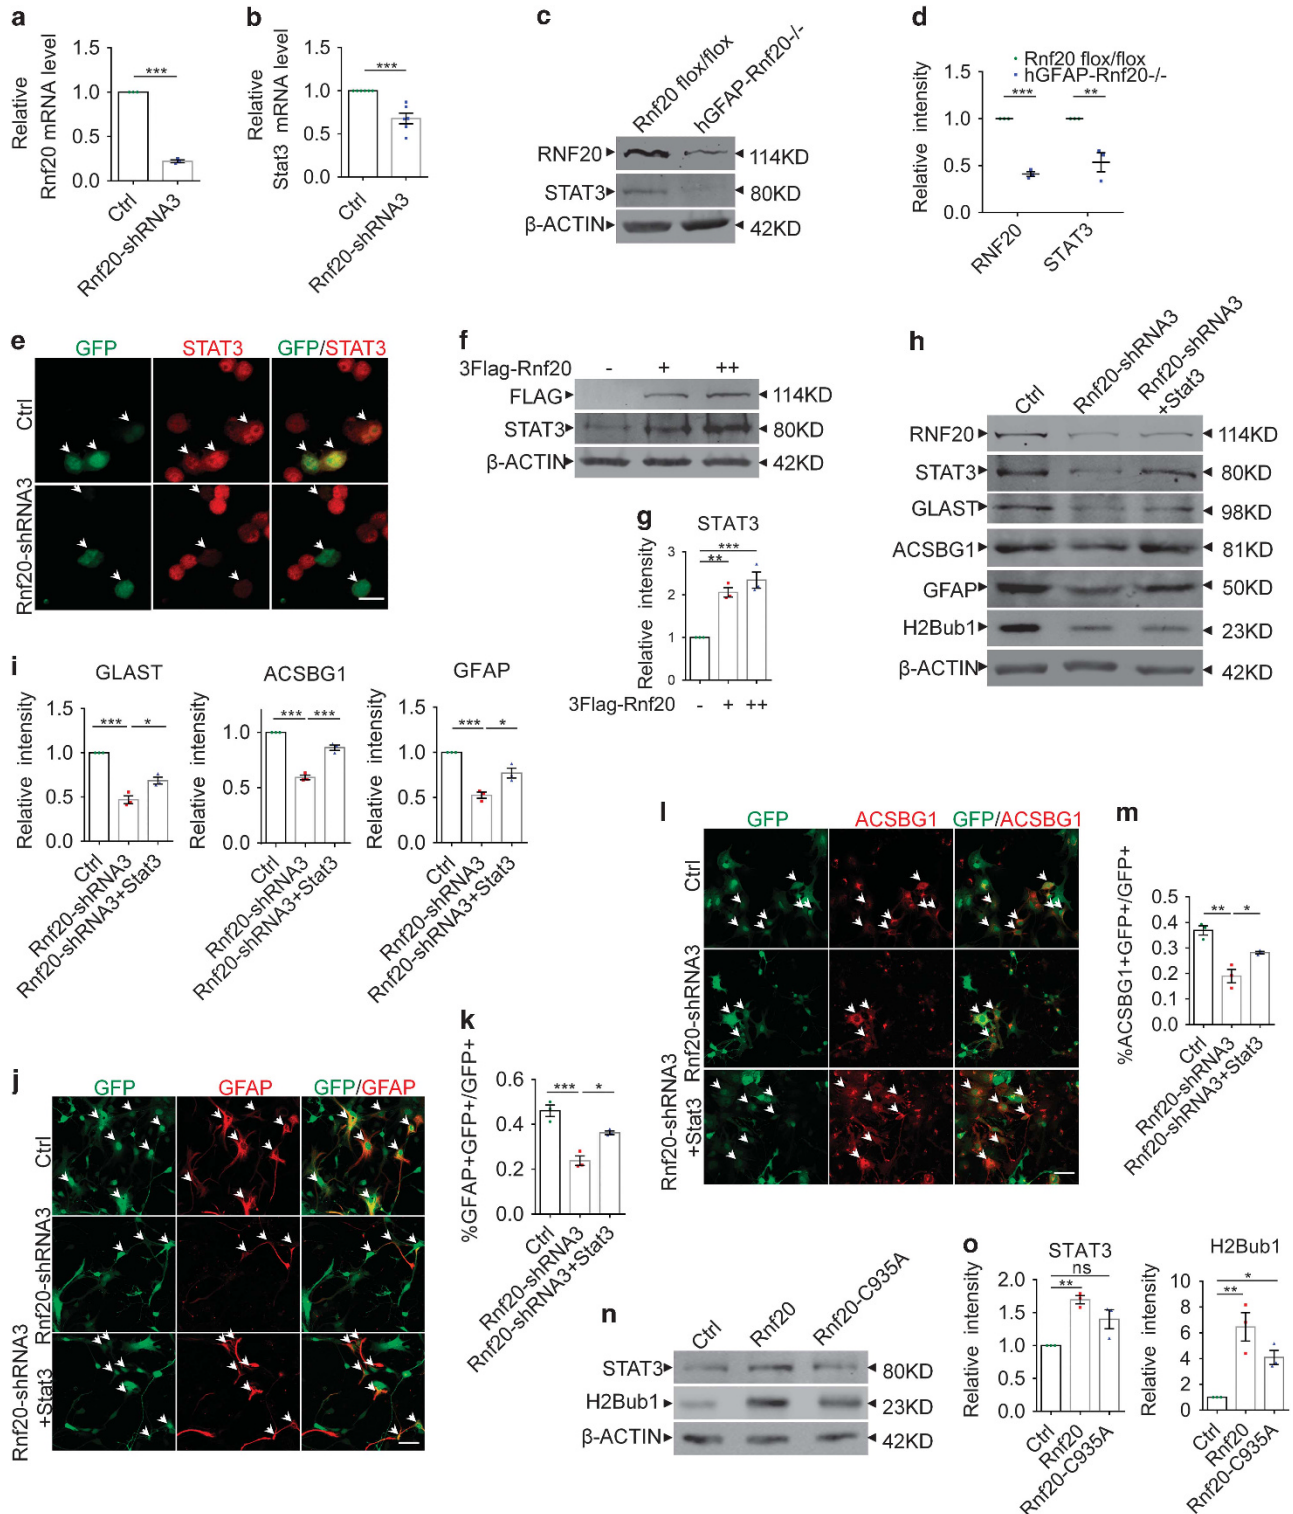 a
Relative
Rnf20 mRNA level
1.5
1.0
0.5
0.0
***
Ctrl
Rnf20-shRNA3
b
Relative
Stat3 mRNA level
1.5
1.0
0.5
0.0
***
Ctrl
Rnf20-shRNA3
c
Rnf20 flox/flox
hGFAP-Rnf20-/-
RNF20
114KD
STAT3
80KD
β-ACTIN
42KD
d
Rnf20 flox/flox
hGFAP-Rnf20-/-
Relative intensity
1.5
1.0
0.5
0.0
***
**
RNF20
STAT3
e
GFP
STAT3
GFP/STAT3
Ctrl
Rnf20-shRNA3
f
3Flag-Rnf20
-
+
++
FLAG
114KD
STAT3
80KD
β-ACTIN
42KD
g
STAT3
Relative intensity
3
2
1
0
***
**
3Flag-Rnf20
-
+
++
h
Ctrl
Rnf20-shRNA3
Rnf20-shRNA3
+Stat3
RNF20
114KD
STAT3
80KD
GLAST
98KD
ACSBG1
81KD
GFAP
50KD
H2Bub1
23KD
β-ACTIN
42KD
i
GLAST
Relative intensity
1.5
1.0
0.5
0.0
***
*
Ctrl
Rnf20-shRNA3
Rnf20-shRNA3+Stat3
ACSBG1
Relative intensity
1.0
0.5
0.0
***
***
Ctrl
Rnf20-shRNA3
Rnf20-shRNA3+Stat3
GFAP
Relative intensity
1.5
1.0
0.5
0.0
***
*
Ctrl
Rnf20-shRNA3
Rnf20-shRNA3+Stat3
j
GFP
GFAP
GFP/GFAP
Ctrl
Rnf20-shRNA3
Rnf20-shRNA3
+Stat3
k
%GFAP+GFP+/GFP+
0.6
0.4
0.2
0.0
***
*
Ctrl
Rnf20-shRNA3
Rnf20-shRNA3+Stat3
l
GFP
ACSBG1
GFP/ACSBG1
Ctrl
Rnf20-shRNA3
Rnf20-shRNA3
+Stat3
m
%ACSBG1+GFP+/GFP+
0.5
0.4
0.3
0.2
0.1
0.0
**
*
Ctrl
Rnf20-shRNA3
Rnf20-shRNA3+Stat3
n
Ctrl
Rnf20
Rnf20-C935A
STAT3
80KD
H2Bub1
23KD
β-ACTIN
42KD
o
STAT3
Relative intensity
2.0
1.5
1.0
0.5
0.0
ns
**
Ctrl
Rnf20
Rnf20-C935A
H2Bub1
Relative intensity
10
8
6
4
2
0
*
**
Ctrl
Rnf20
Rnf20-C935A